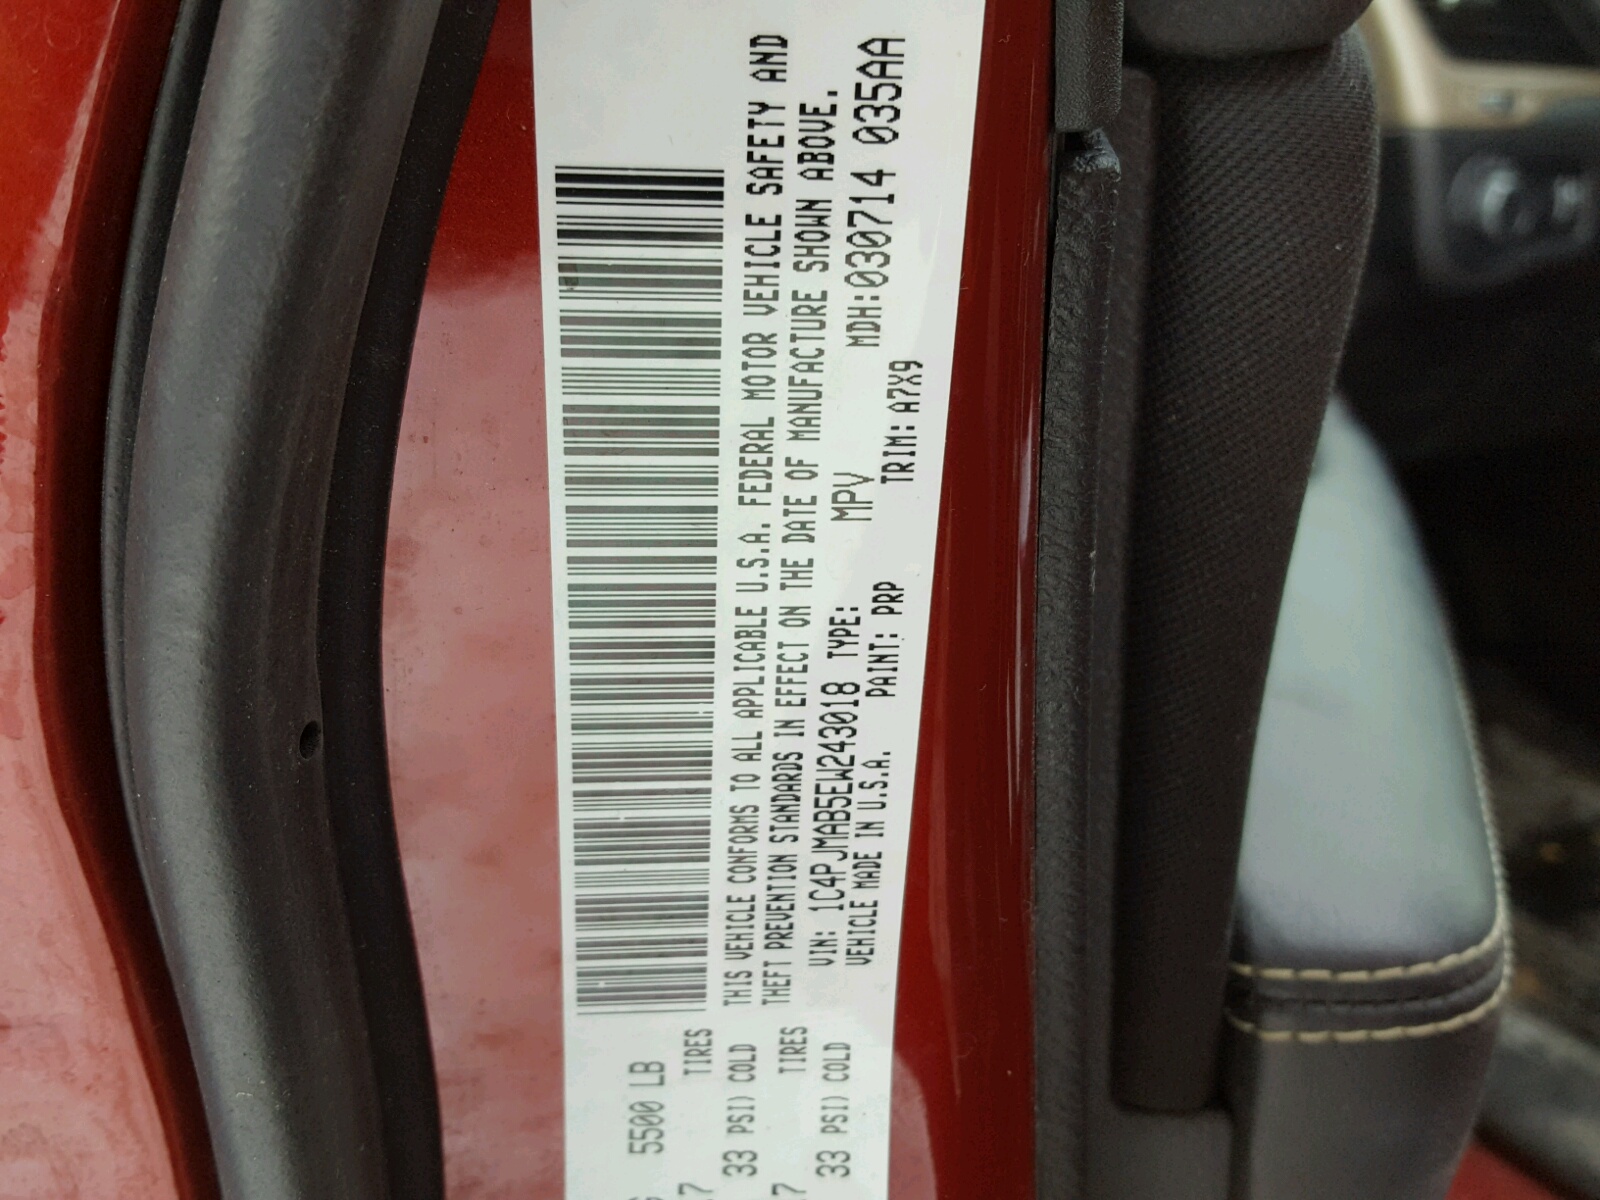 5500 LB
TIRES
33 PSI) COLD
TIRES
33 PSI) COLD
THIS VEHICLE CONFORMS TO ALL APPLICABLE U.S.A. FEDERAL MOTOR VEHICLE SAFETY AND
THEFT PREVENTION STANDARDS IN EFFECT ON THE DATE OF MANUFACTURE SHOWN ABOVE.
VIN: 1C4PJMAB5EW243018 TYPE: MPV MDH:030714 035AA
VEHICLE MADE IN U.S.A. PAINT: PRP TRIM: A7X9